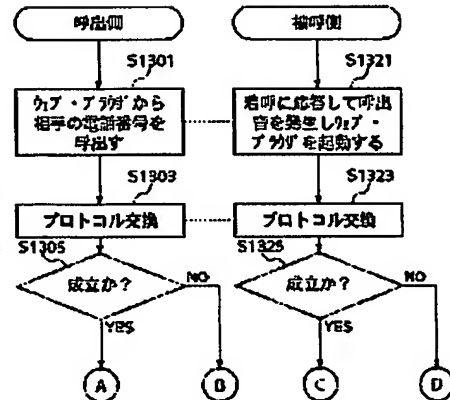 呼出側
被呼側
S1301
S1321
ウェブ・ブラウザから
相手の電話番号を
呼出す
着呼に応答して呼出
音を発生しウェブ・
ブラウザを起動する
S1303
S1323
プロトコル交換
プロトコル交換
S1305
S1325
成立か?
NO
成立か?
NO
YES
YES
A
B
C
D